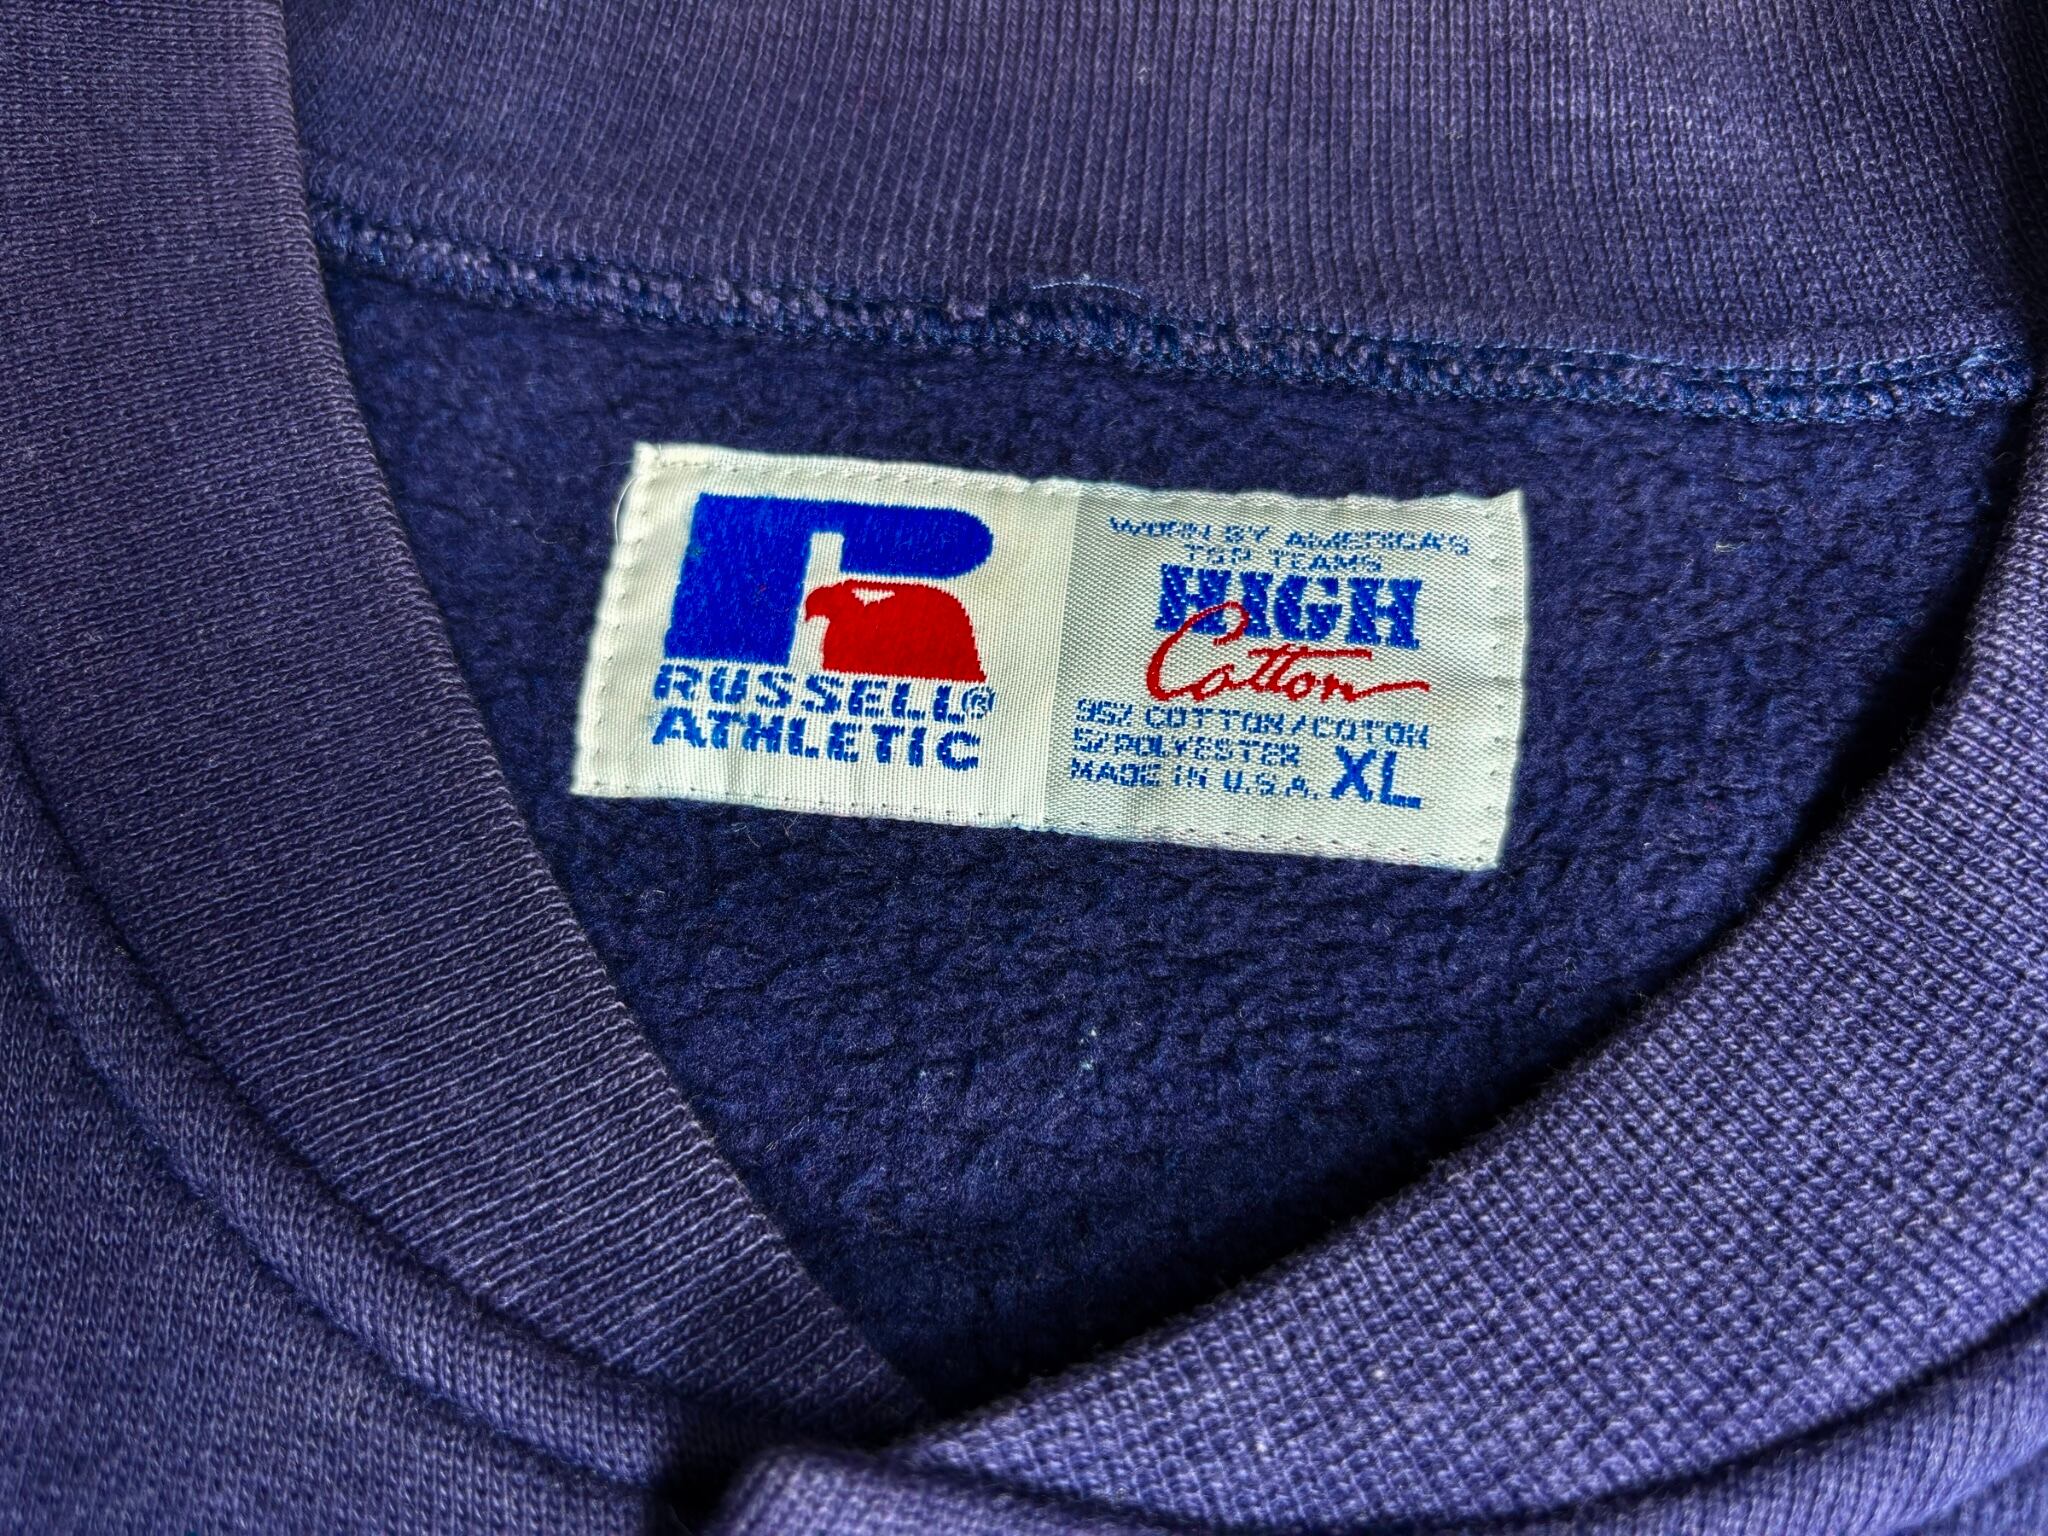 RUSSELL®
ATHLETIC
WORN BY AMERICA'S
TOP TEAMS
HIGH
Cotton
95% COTTON/COTON
5% POLYESTER
MADE IN U.S.A. XL